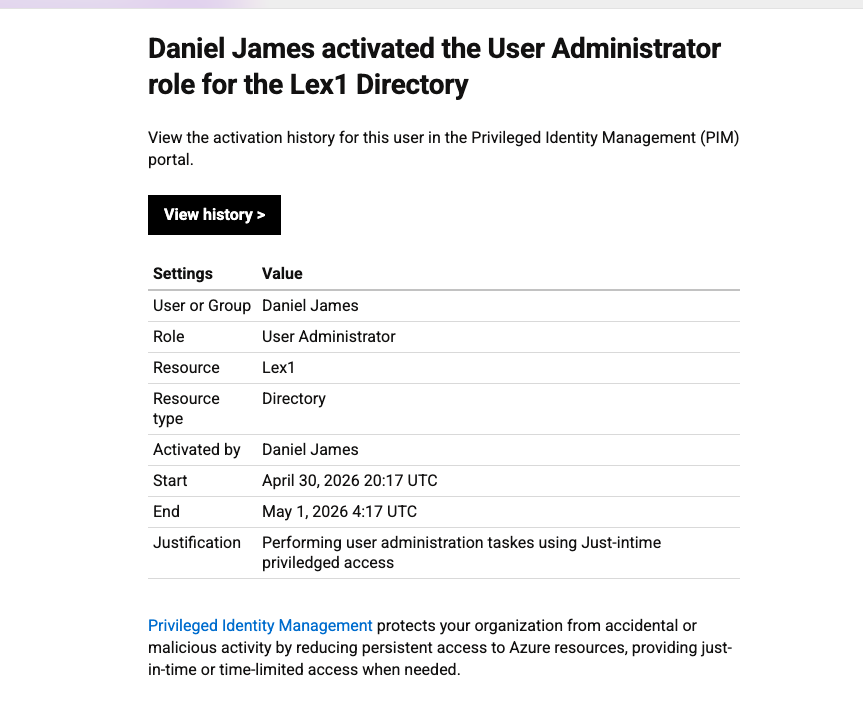 Daniel James activated the User Administrator
role for the Lex1 Directory
View the activation history for this user in the Privileged Identity Management (PIM)
portal.
View history >
Settings Value
User or Group Daniel James
Role User Administrator
Resource Lex1
Resource Directory
type
Activated by Daniel James
Start April 30, 2026 20:17 UTC
End May 1, 2026 4:17 UTC
Justification Performing user administration taskes using Just-intime
priviledged access
Privileged Identity Management protects your organization from accidental or
malicious activity by reducing persistent access to Azure resources, providing just-
in-time or time-limited access when needed.